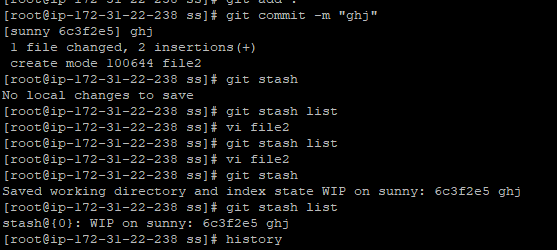 git add .
[root@ip-172-31-22-238 ss]# git commit -m "ghj"
[sunny 6c3f2e5] ghj
 1 file changed, 2 insertions(+)
 create mode 100644 file2
[root@ip-172-31-22-238 ss]# git stash
No local changes to save
[root@ip-172-31-22-238 ss]# git stash list
[root@ip-172-31-22-238 ss]# vi file2
[root@ip-172-31-22-238 ss]# git stash list
[root@ip-172-31-22-238 ss]# vi file2
[root@ip-172-31-22-238 ss]# git stash
Saved working directory and index state WIP on sunny: 6c3f2e5 ghj
[root@ip-172-31-22-238 ss]# git stash list
stash@{0}: WIP on sunny: 6c3f2e5 ghj
[root@ip-172-31-22-238 ss]# history